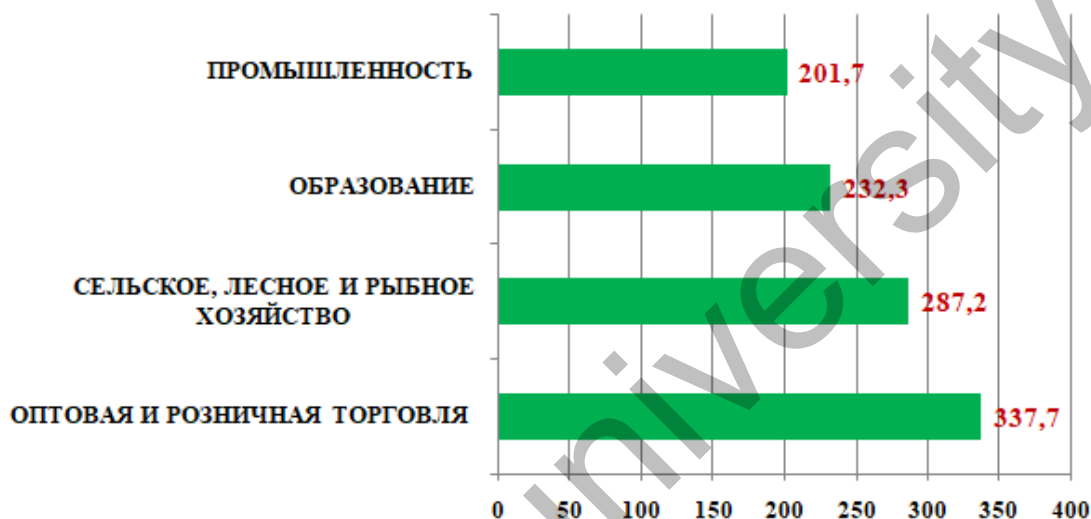 ПРОМЫШЛЕННОСТЬ
201,7
ОБРАЗОВАНИЕ
232,3
СЕЛЬСКОЕ, ЛЕСНОЕ И РЫБНОЕ
ХОЗЯЙСТВО
287,2
ОПТОВАЯ И РОЗНИЧНАЯ ТОРГОВЛЯ
337,7
0 50 100 150 200 250 300 350 400
University